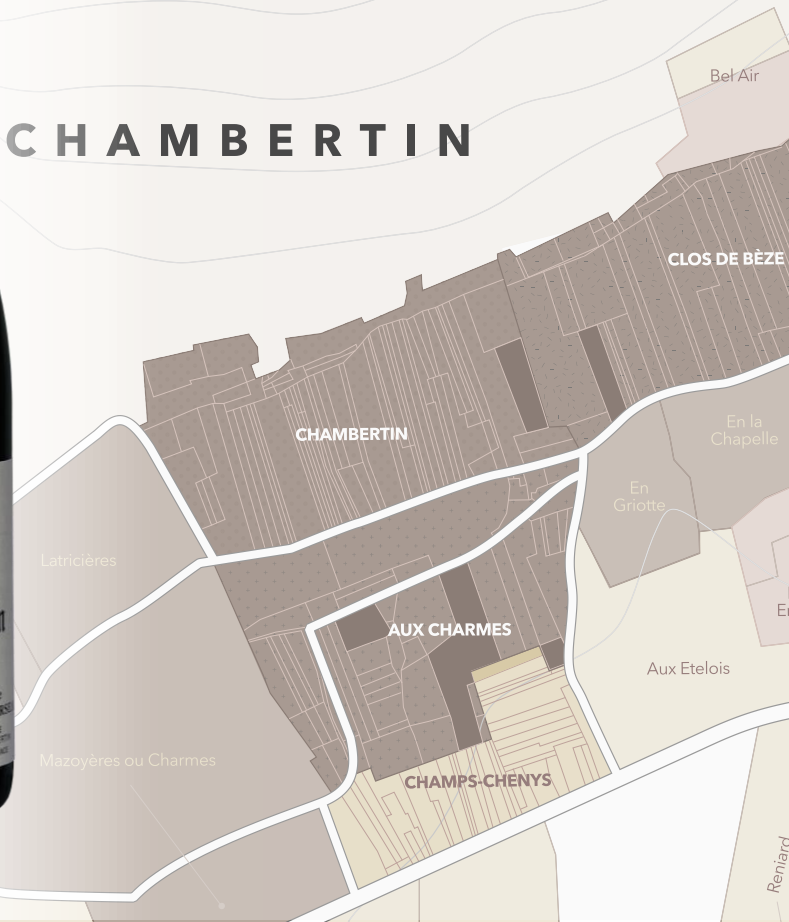 CHAMBERTIN
Bel Air
CLOS DE BÈZE
CHAMBERTIN
En la
Chapelle
En
Griotte
Latricières
AUX CHARMES
Aux Etelois
Mazoyères ou Charmes
CHAMPS-CHENYS
Reniard